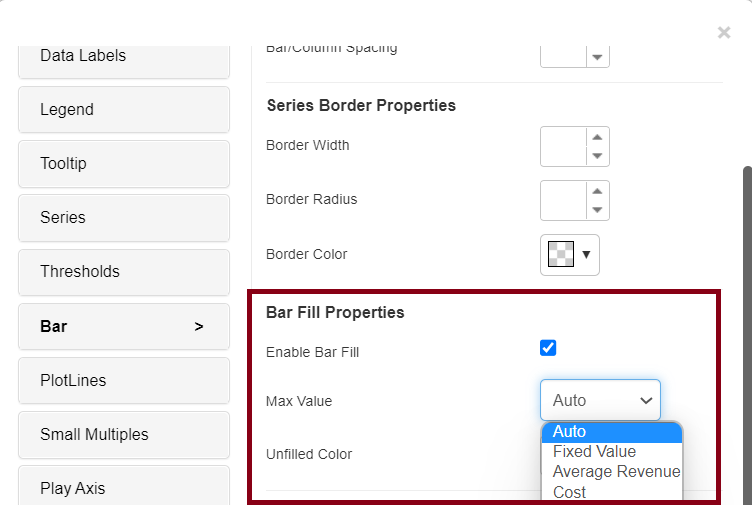 ×
Data Labels
Legend
Tooltip
Series
Thresholds
Bar >
PlotLines
Small Multiples
Play Axis
Bar/Column Spacing
Series Border Properties
Border Width
Border Radius
Border Color
Bar Fill Properties
Enable Bar Fill
Max Value
Auto
Auto
Fixed Value
Average Revenue
Cost
Unfilled Color